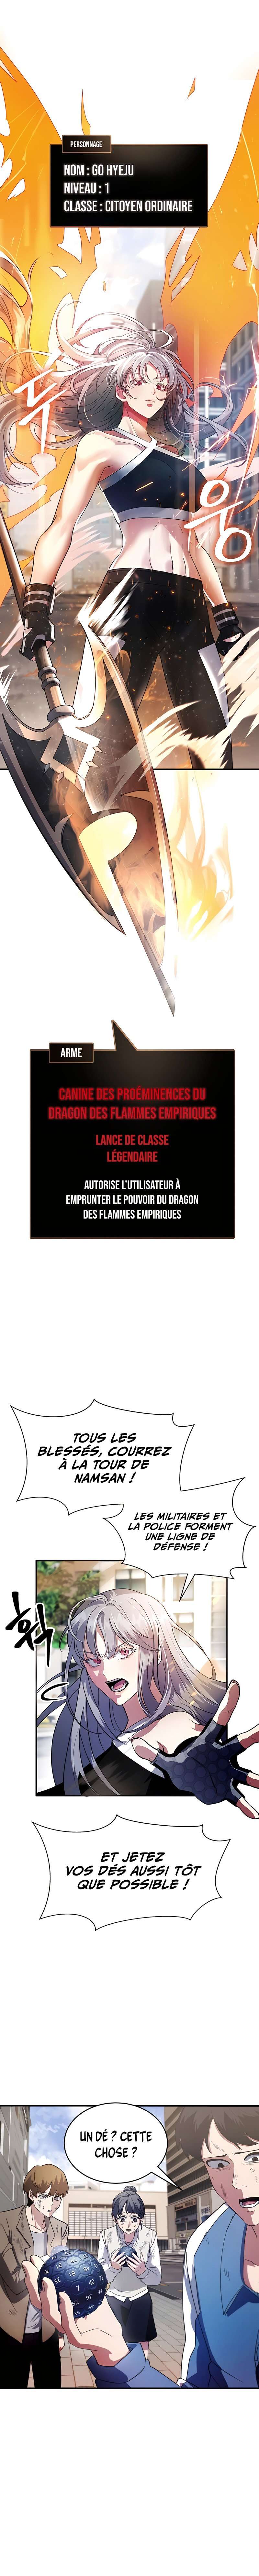 PERSONNAGE
NOM : GO HYEJU
NIVEAU : 1
CLASSE : CITOYEN ORDINAIRE
웅
ARME
CANINE DES PROÉMINENCES DU
DRAGON DES FLAMMES EMPIRIQUES
LANCE DE CLASSE
LÉGENDAIRE
AUTORISE L'UTILISATEUR À
EMPRUNTER LE POUVOIR DU DRAGON
DES FLAMMES EMPIRIQUES
TOUS LES
BLESSÉS, COURREZ
À LA TOUR DE
NAMSAN !
LES MILITAIRES ET
LA POLICE FORMENT
UNE LIGNE DE
DÉFENSE !
ET JETEZ
VOS DÉS AUSSI TÔT
QUE POSSIBLE !
UN DÉ ? CETTE
CHOSE ?